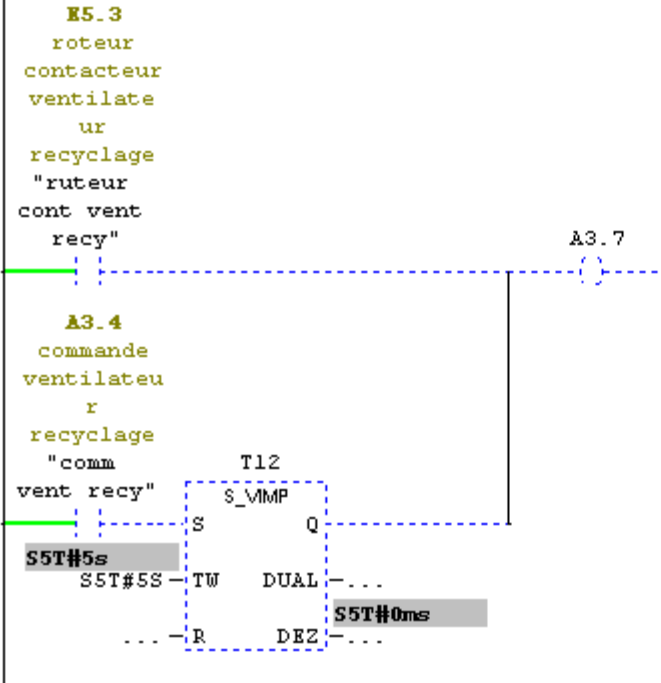 E5.3
roteur
contacteur
ventilate
ur
recyclage
"ruteur
cont vent
recy"
A3.7
A3.4
commande
ventilateu
r
recyclage
"comm
vent recy"
T12
S_VIMP
S Q
S5T#5s
S5T#5S TW DUAL ...
S5T#0ms
... R DEZ ...